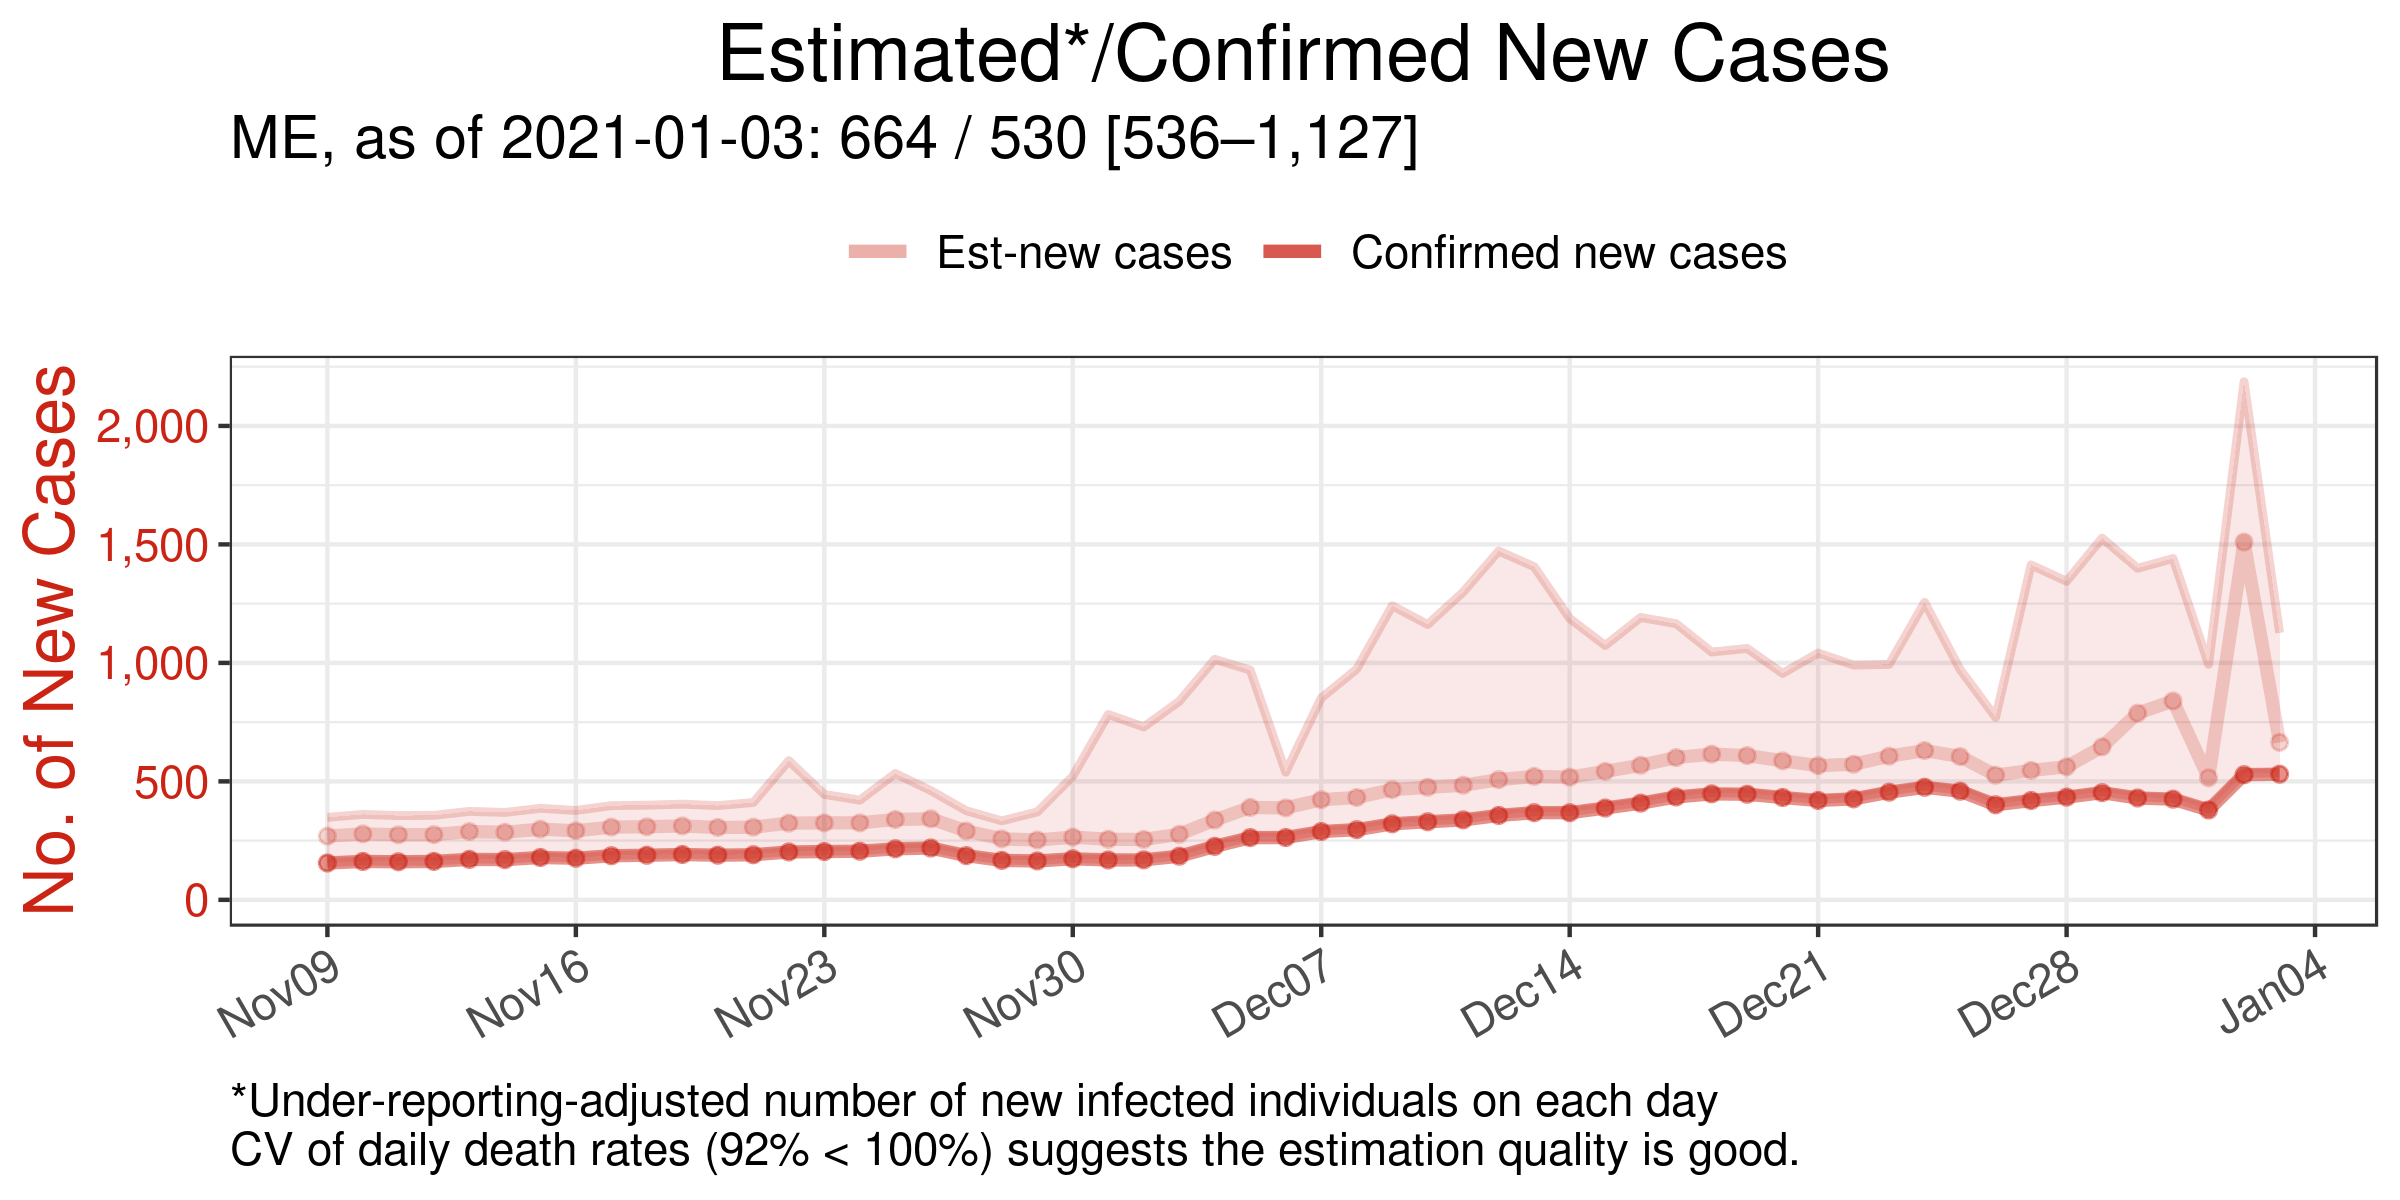 Estimated*/Confirmed New Cases
ME, as of 2021-01-03: 664 / 530 [536–1,127]
Est-new cases
Confirmed new cases
No. of New Cases
2,000
1,500
1,000
500
0
Nov09
Nov16
Nov23
Nov30
Dec07
Dec14
Dec21
Dec28
Jan04
*Under-reporting-adjusted number of new infected individuals on each day
CV of daily death rates (92% < 100%) suggests the estimation quality is good.